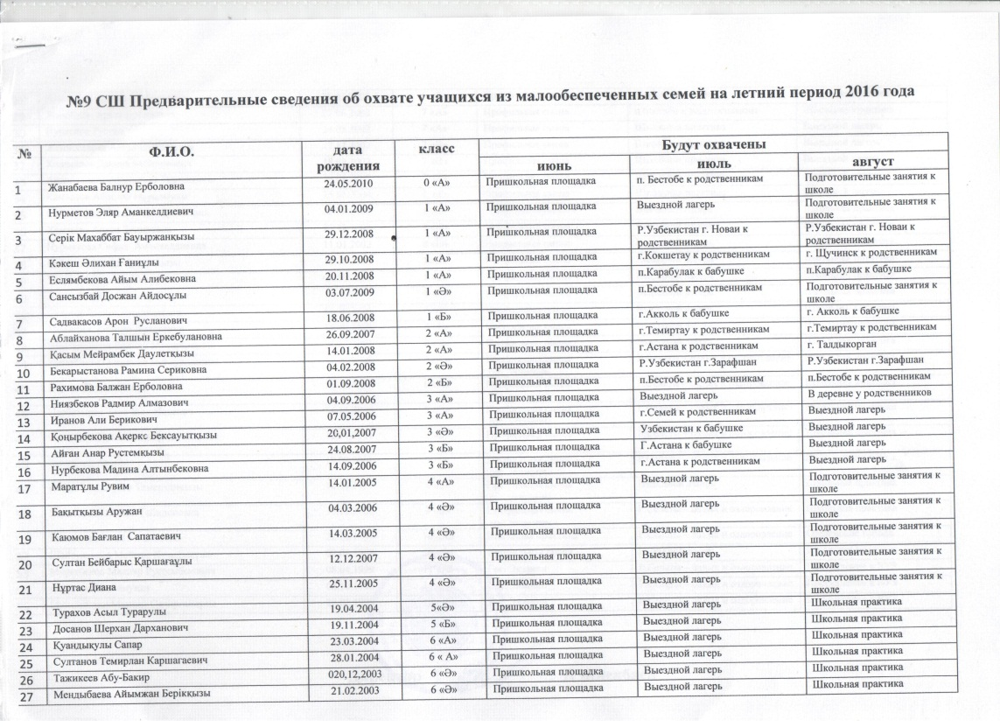 №9 СШ Предварительные сведения об охвате учащихся из малообеспеченных семей на летний период 2016 года
№ Ф.И.О. дата рождения класс Будут охвачены
июнь июль август
1 Жанабаева Балнур Ерболовна 24.05.2010 0 «А» Пришкольная площадка п. Бестобе к родственникам Подготовительные занятия к школе
2 Нурметов Эляр Аманкелдиевич 04.01.2009 1 «А» Пришкольная площадка Выездной лагерь Подготовительные занятия к школе
3 Серік Махаббат Бауыржанқызы 29.12.2008 1 «А» Пришкольная площадка Р.Узбекистан г. Новаи к родственникам Р.Узбекистан г. Новаи к родственникам
4 Кәкеш Әлихан Ғаниұлы 29.10.2008 1 «А» Пришкольная площадка г.Кокшетау к родственникам г. Щучинск к родственникам
5 Еслямбекова Айым Алибековна 20.11.2008 1 «А» Пришкольная площадка п.Карабулак к бабушке п.Карабулак к бабушке
6 Сансызбай Досжан Айдосұлы 03.07.2009 1 «Ә» Пришкольная площадка п.Бестобе к родственникам Подготовительные занятия к школе
7 Садвакасов Арон Русланович 18.06.2008 1 «Б» Пришкольная площадка г.Акколь к бабушке г. Акколь к бабушке
8 Аблайханова Талшын Еркебулановна 26.09.2007 2 «А» Пришкольная площадка г.Темиртау к родственникам г.Темиртау к родственникам
9 Қасым Мейрамбек Даулетқызы 14.01.2008 2 «А» Пришкольная площадка г.Астана к родственникам г. Талдыкорган
10 Бекарыстанова Рамина Сериковна 04.02.2008 2 «Ә» Пришкольная площадка Р.Узбекистан г.Зарафшан Р.Узбекистан г.Зарафшан
11 Рахимова Балжан Ерболовна 01.09.2008 2 «Б» Пришкольная площадка п.Бестобе к родственникам п.Бестобе к родственникам
12 Ниязбеков Радмир Алмазович 04.09.2006 3 «А» Пришкольная площадка Выездной лагерь В деревне у родственников
13 Иранов Али Берикович 07.05.2006 3 «А» Пришкольная площадка г.Семей к родственникам Выездной лагерь
14 Қоңырбекова Акеркє Бексауытқызы 20,01,2007 3 «Ә» Пришкольная площадка Узбекистан к бабушке Выездной лагерь
15 Айған Анар Рустемқызы 24.08.2007 3 «Б» Пришкольная площадка Г.Астана к бабушке Выездной лагерь
16 Нурбекова Мадина Алтынбековна 14.09.2006 3 «Б» Пришкольная площадка г.Астана к родственникам Выездной лагерь
17 Маратұлы Рувим 14.01.2005 4 «А» Пришкольная площадка Выездной лагерь Подготовительные занятия к школе
18 Бақытқызы Аружан 04.03.2006 4 «Ә» Пришкольная площадка Выездной лагерь Подготовительные занятия к школе
19 Каюмов Бағлан Сапатаевич 14.03.2005 4 «Ә» Пришкольная площадка Выездной лагерь Подготовительные занятия к школе
20 Султан Бейбарыс Қаршағаұлы 12.12.2007 4 «Ә» Пришкольная площадка Выездной лагерь Подготовительные занятия к школе
21 Нұртас Диана 25.11.2005 4 «Ә» Пришкольная площадка Выездной лагерь Подготовительные занятия к школе
22 Турахов Асыл Турарулы 19.04.2004 5«Ә» Пришкольная площадка Выездной лагерь Школьная практика
23 Досанов Шерхан Дарханович 19.11.2004 5 «Б» Пришкольная площадка Выездной лагерь Школьная практика
24 Қуандықулы Сапар 23.03.2004 6 «А» Пришкольная площадка Выездной лагерь Школьная практика
25 Султанов Темирлан Каршагаевич 28.01.2004 6 « А» Пришкольная площадка Выездной лагерь Школьная практика
26 Тажикеев Абу-Бакир 020,12,2003 6 «Ә» Пришкольная площадка Выездной лагерь Школьная практика
27 Мендыбаева Айымжан Беріккызы 21.02.2003 6 «Ә» Пришкольная площадка Выездной лагерь Школьная практика